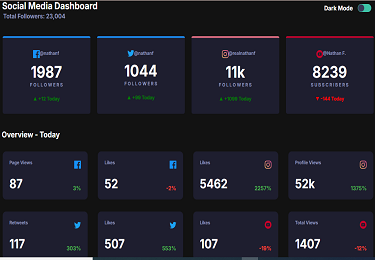 Social Media Dashboard
Total Followers: 23,004
Dark Mode
@nathanf
1987
FOLLOWERS
▲ +12 Today
@nathanf
1044
FOLLOWERS
▲ +99 Today
@realnathanf
11k
FOLLOWERS
▲ +1099 Today
@Nathan F.
8239
SUBSCRIBERS
▼ -144 Today
Overview - Today
Page Views
87
3%
Likes
52
-2%
Likes
5462
2257%
Profile Views
52k
1375%
Retweets
117
303%
Likes
507
553%
Likes
107
-19%
Total Views
1407
-12%